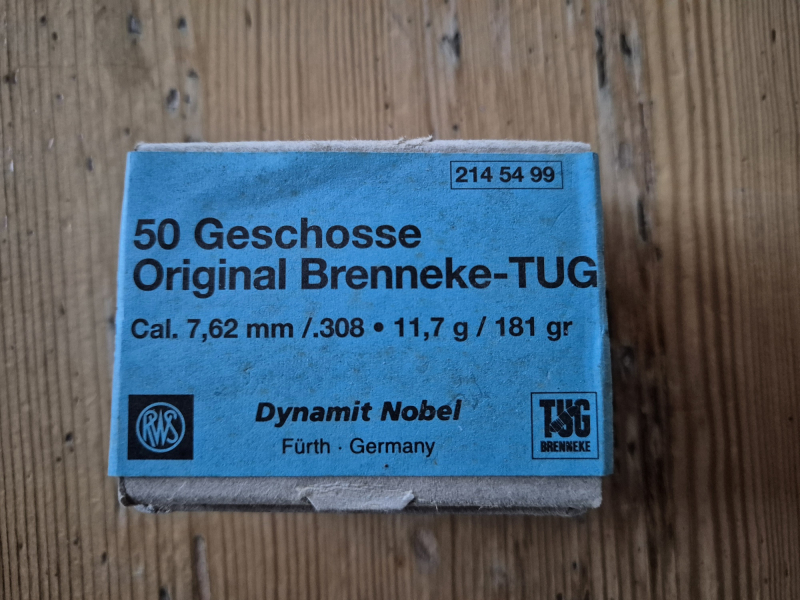 214 54 99
50 Geschosse
Original Brenneke-TUG
Cal. 7,62 mm /.308 • 11,7 g / 181 gr
RWS
Dynamit Nobel
Fürth · Germany
TUG
BRENNEKE